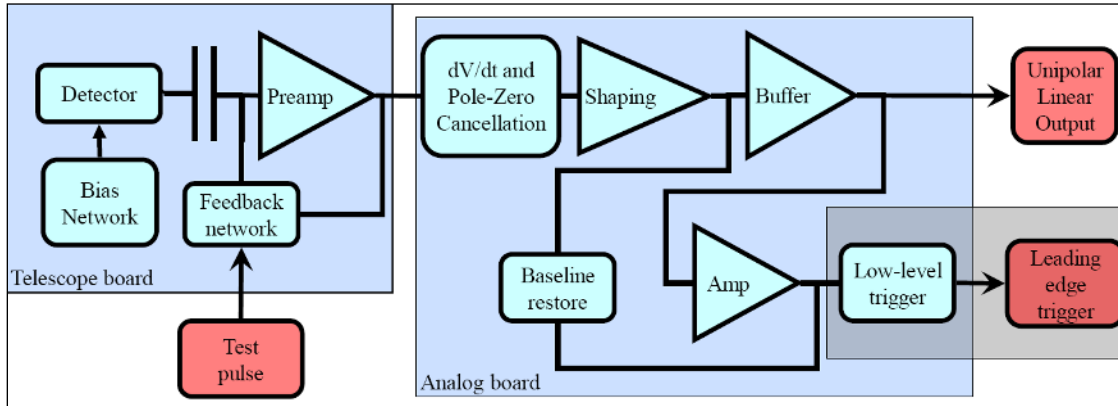 Detector
Bias
Network
Preamp
Feedback
network
Telescope board
Test
pulse
dV/dt and
Pole-Zero
Cancellation
Shaping
Buffer
Baseline
restore
Amp
Low-level
trigger
Analog board
Unipolar
Linear
Output
Leading
edge
trigger